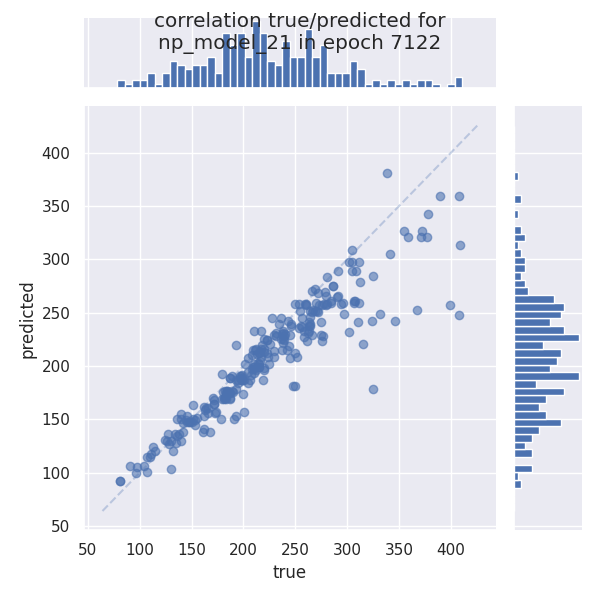 correlation true/predicted for
np_model_21 in epoch 7122
400
350
300
250
200
150
100
50
predicted
50 100 150 200 250 300 350 400
true